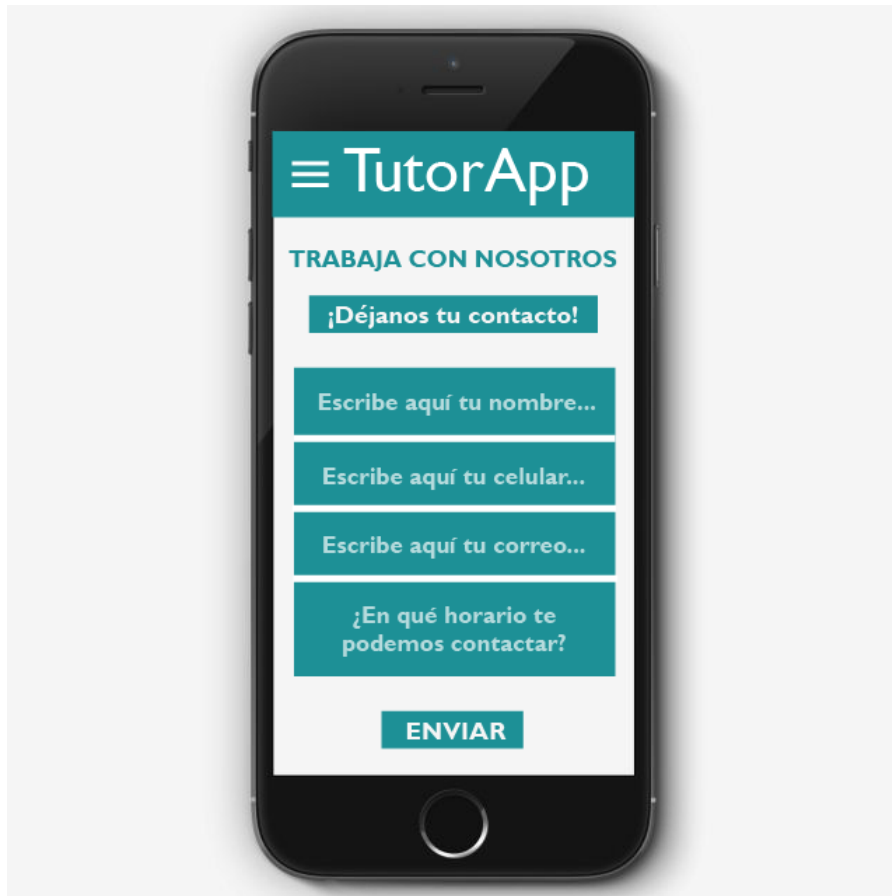 TutorApp
TRABAJA CON NOSOTROS
¡Déjanos tu contacto!
Escribe aquí tu nombre...
Escribe aquí tu celular...
Escribe aquí tu correo...
¿En qué horario te
podemos contactar?
ENVIAR